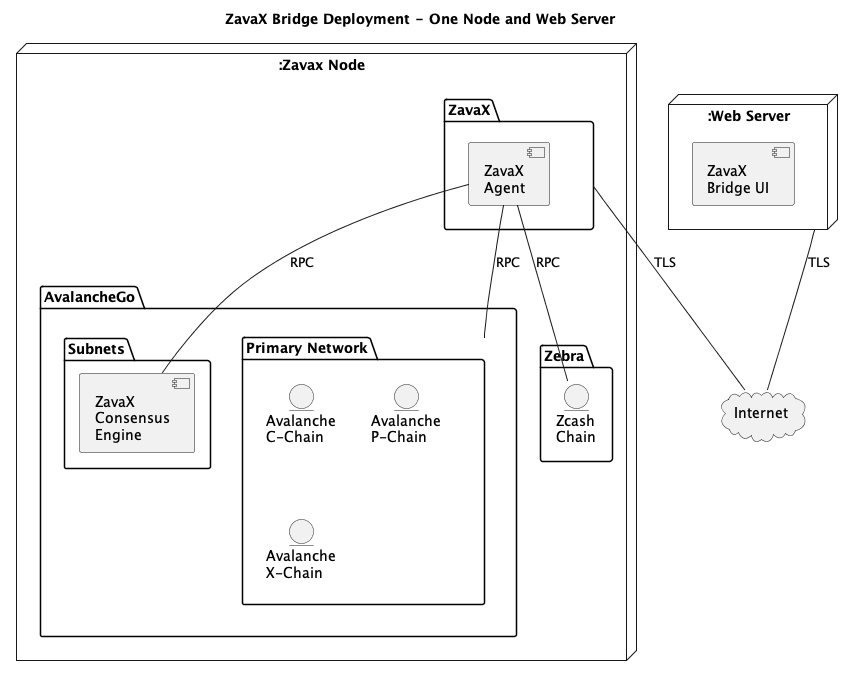 ZavaX Bridge Deployment – One Node and Web Server
:Zavax Node
ZavaX
ZavaX
Agent
:Web Server
ZavaX
Bridge UI
RPC
RPC
RPC
TLS
TLS
AvalancheGo
Subnets
ZavaX
Consensus
Engine
Primary Network
Avalanche
C-Chain
Avalanche
P-Chain
Avalanche
X-Chain
Zebra
Zcash
Chain
Internet